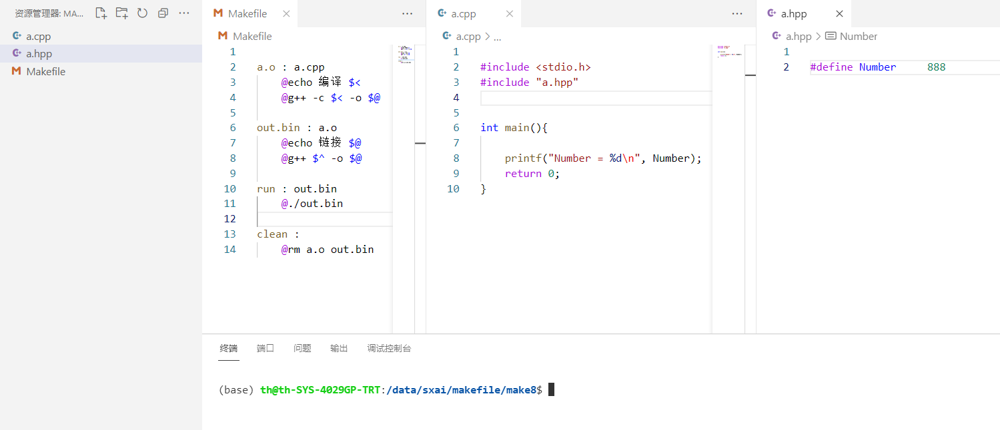 资源管理器: MA...
a.cpp
a.hpp
Makefile
Makefile
Makefile
1
2 a.o : a.cpp
3 @echo 编译 $<
4 @g++ -c $< -o $@
5
6 out.bin : a.o
7 @echo 链接 $@
8 @g++ $^ -o $@
9
10 run : out.bin
11 @./out.bin
12
13 clean :
14 @rm a.o out.bin
a.cpp
a.cpp > ...
1
2 #include <stdio.h>
3 #include "a.hpp"
4
5
6 int main(){
7
8 printf("Number = %d\n", Number);
9 return 0;
10 }
a.hpp
a.hpp > Number
1
2 #define Number 888
终端 端口 问题 输出 调试控制台
(base) th@th-SYS-4029GP-TRT:/data/sxai/makefile/make8$